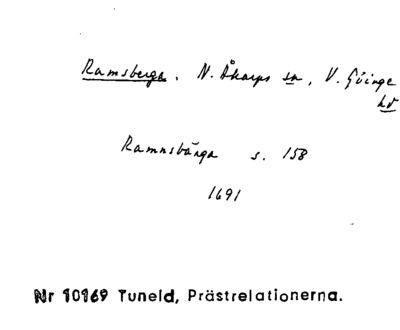 Ramsberga. N. Åkarps sn, V. Göinge
hd
Ramnsbärga s. 158
1691
Nr 10169 Tuneld, Prästrelationerna.